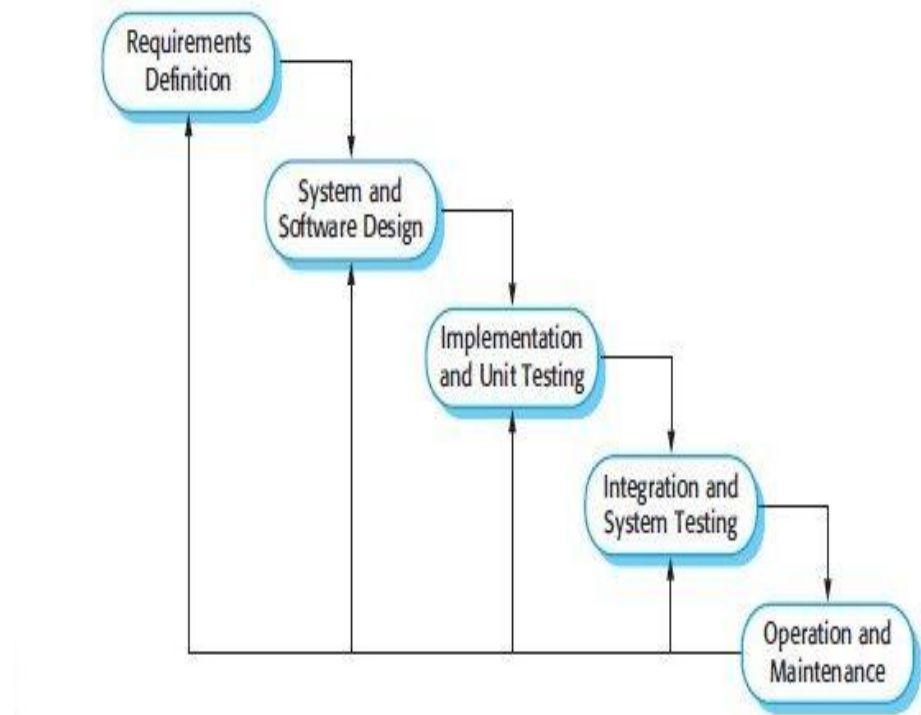 Requirements
Definition
System and
Software Design
Implementation
and Unit Testing
Integration and
System Testing
Operation and
Maintenance